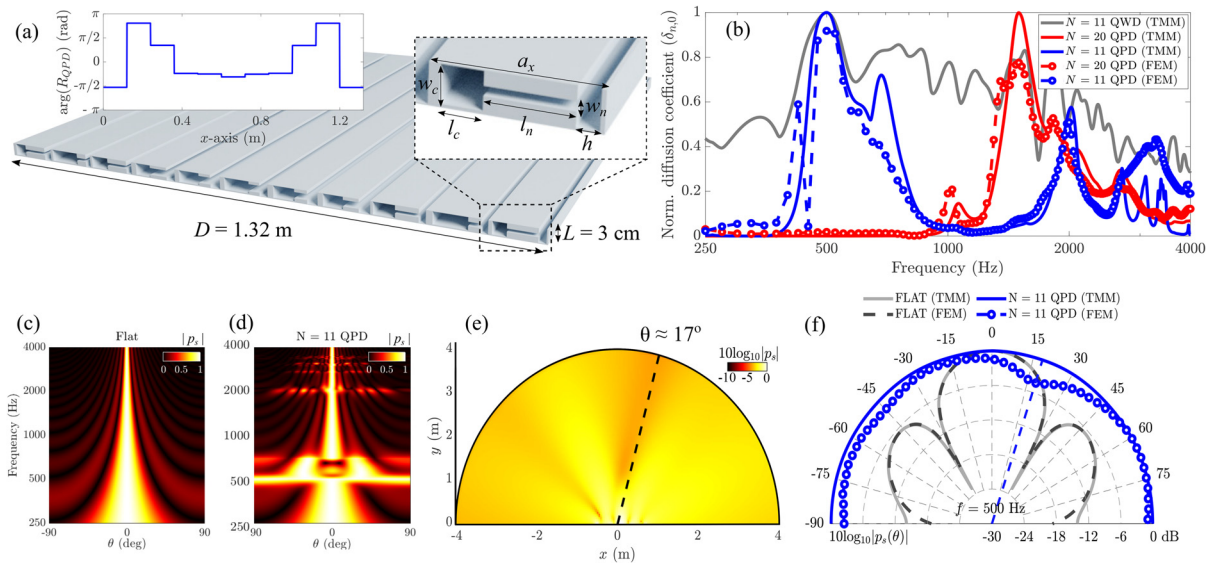 (a)
arg(R_QPD) (rad)
π
π/2
0
-π/2
-π
0
0.4
0.8
1.2
x-axis (m)
a_x
w_c
w_n
l_c
l_n
h
D = 1.32 m
L = 3 cm
(b)
Norm. diffusion coefficient (δ_n,0)
1
0.8
0.6
0.4
0.2
0
250
500
1000
2000
4000
Frequency (Hz)
N = 11 QWD (TMM)
N = 20 QPD (TMM)
N = 11 QPD (TMM)
N = 20 QPD (FEM)
N = 11 QPD (FEM)
(c)
Flat
|p_s|
0 0.5 1
Frequency (Hz)
4000
2000
1000
500
250
-90
0
90
θ (deg)
(d)
N = 11 QPD
|p_s|
0 0.5 1
4000
2000
1000
500
250
90
0
90
θ (deg)
(e)
θ ≈ 17º
10log10|p_s|
-10 -5 0
y (m)
4
3
2
1
0
-4
-2
0
2
4
x (m)
FLAT (TMM)
N = 11 QPD (TMM)
FLAT (FEM)
N = 11 QPD (FEM)
(f)
0
-15
15
-30
30
-45
45
-60
60
-75
75
-90
f = 500 Hz
10log10|p_s(θ)|
-30
-24
-18
-12
-6
0 dB